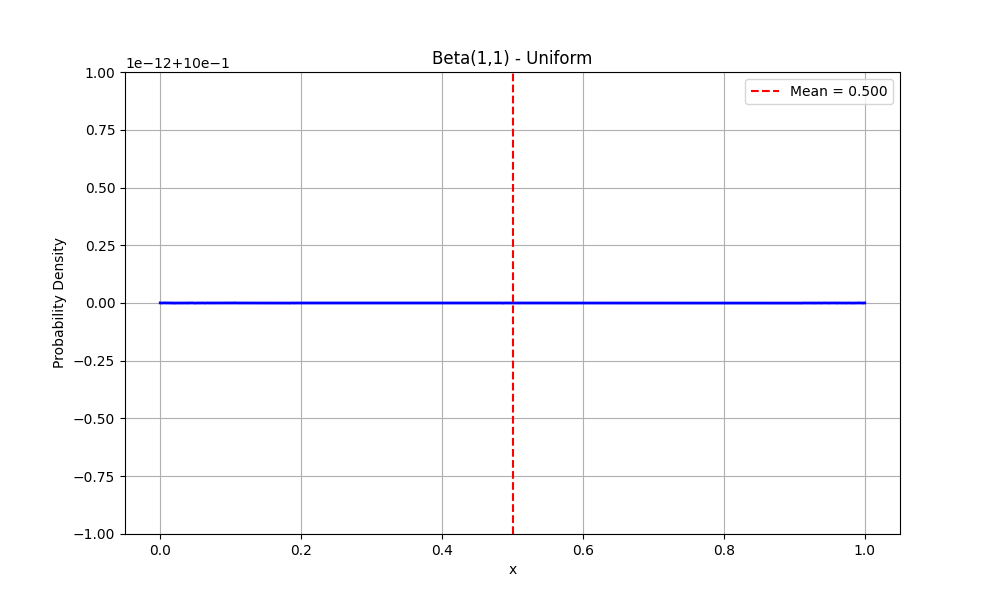 Beta(1,1) - Uniform
1e−12+10e−1
Mean = 0.500
1.00
0.75
0.50
0.25
0.00
−0.25
−0.50
−0.75
−1.00
Probability Density
0.0 0.2 0.4 0.6 0.8 1.0
x